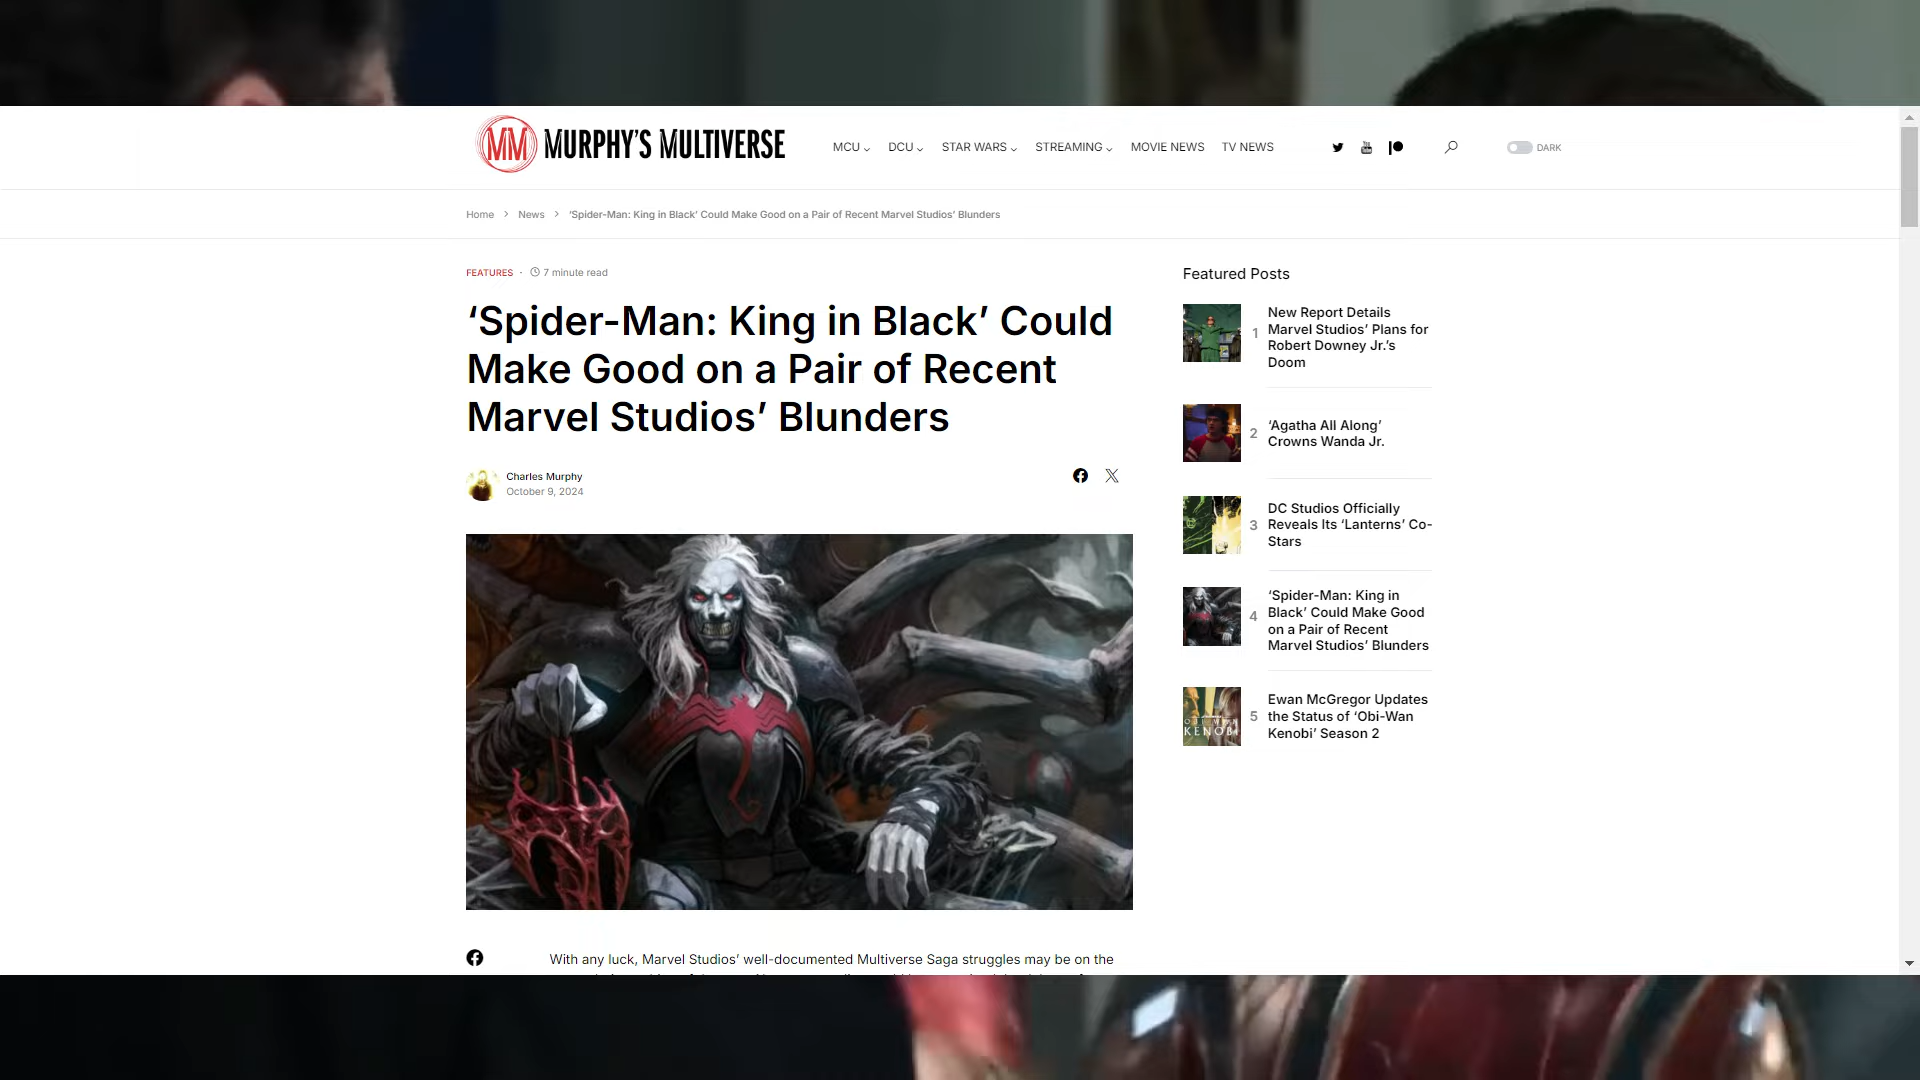 MM MURPHY'S MULTIVERSE
MCU DCU STAR WARS STREAMING MOVIE NEWS TV NEWS DARK
Home > News > ‘Spider-Man: King in Black’ Could Make Good on a Pair of Recent Marvel Studios’ Blunders
FEATURES · 7 minute read
‘Spider-Man: King in Black’ Could
Make Good on a Pair of Recent
Marvel Studios’ Blunders
Charles Murphy
October 9, 2024
With any luck, Marvel Studios’ well-documented Multiverse Saga struggles may be on the
Featured Posts
1
New Report Details
Marvel Studios’ Plans for
Robert Downey Jr.’s
Doom
2
‘Agatha All Along’
Crowns Wanda Jr.
3
DC Studios Officially
Reveals Its ‘Lanterns’ Co-
Stars
4
‘Spider-Man: King in
Black’ Could Make Good
on a Pair of Recent
Marvel Studios’ Blunders
OBI-WAN
KENOBI
5
Ewan McGregor Updates
the Status of ‘Obi-Wan
Kenobi’ Season 2